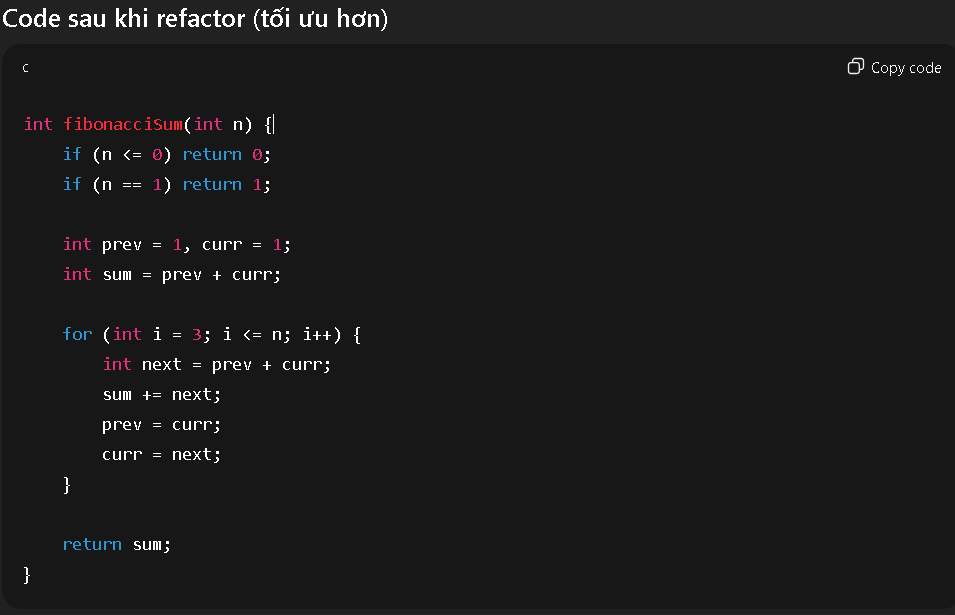 Code sau khi refactor (tối ưu hơn)
c
Copy code
int fibonacciSum(int n) {
    if (n <= 0) return 0;
    if (n == 1) return 1;
    int prev = 1, curr = 1;
    int sum = prev + curr;
    for (int i = 3; i <= n; i++) {
        int next = prev + curr;
        sum += next;
        prev = curr;
        curr = next;
    }
    return sum;
}